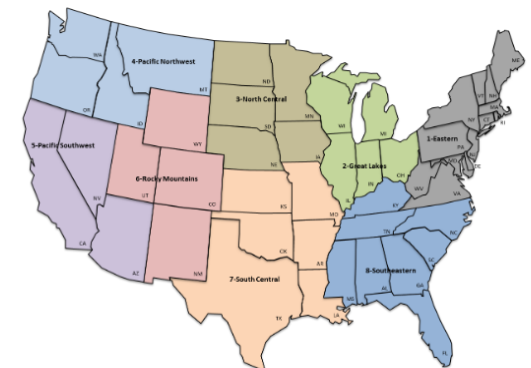 WA
4-Pacific Northwest
MT
OR
ID
ND
3-North Central
SD
MN
NE
IA
WI
MI
2-Great Lakes
IL
IN
OH
ME
VT
NH
MA
CT
RI
NY
1-Eastern
PA
MD
DE
WV
VA
5-Pacific Southwest
NV
CA
AZ
WY
6-Rocky Mountains
UT
CO
NM
KS
MO
OK
AR
7-South Central
TX
LA
KY
TN
NC
SC
8-Southeastern
MS
AL
GA
FL